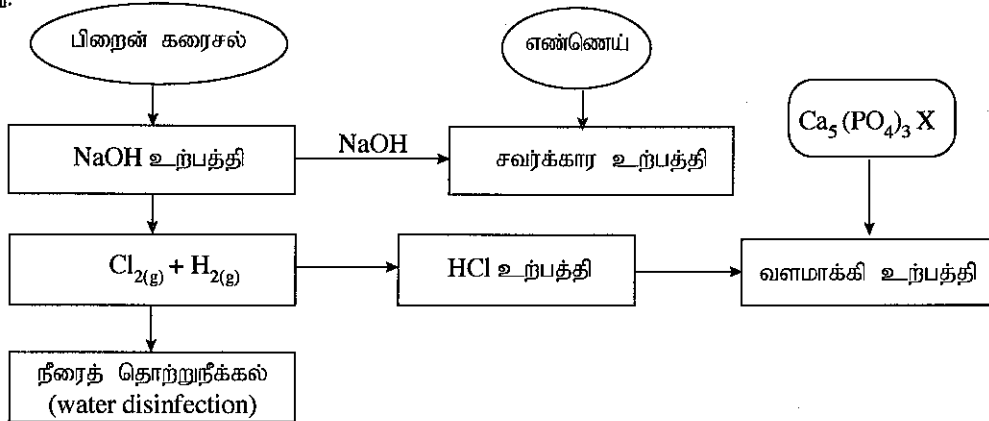 பிறைன் கரைசல்
எண்ணெய்
Ca₅(PO₄)₃X
NaOH உற்பத்தி
NaOH
சவர்க்கார உற்பத்தி
Cl₂(g) + H₂(g)
HCl உற்பத்தி
வளமாக்கி உற்பத்தி
நீரைத் தொற்றுநீக்கல்
(water disinfection)